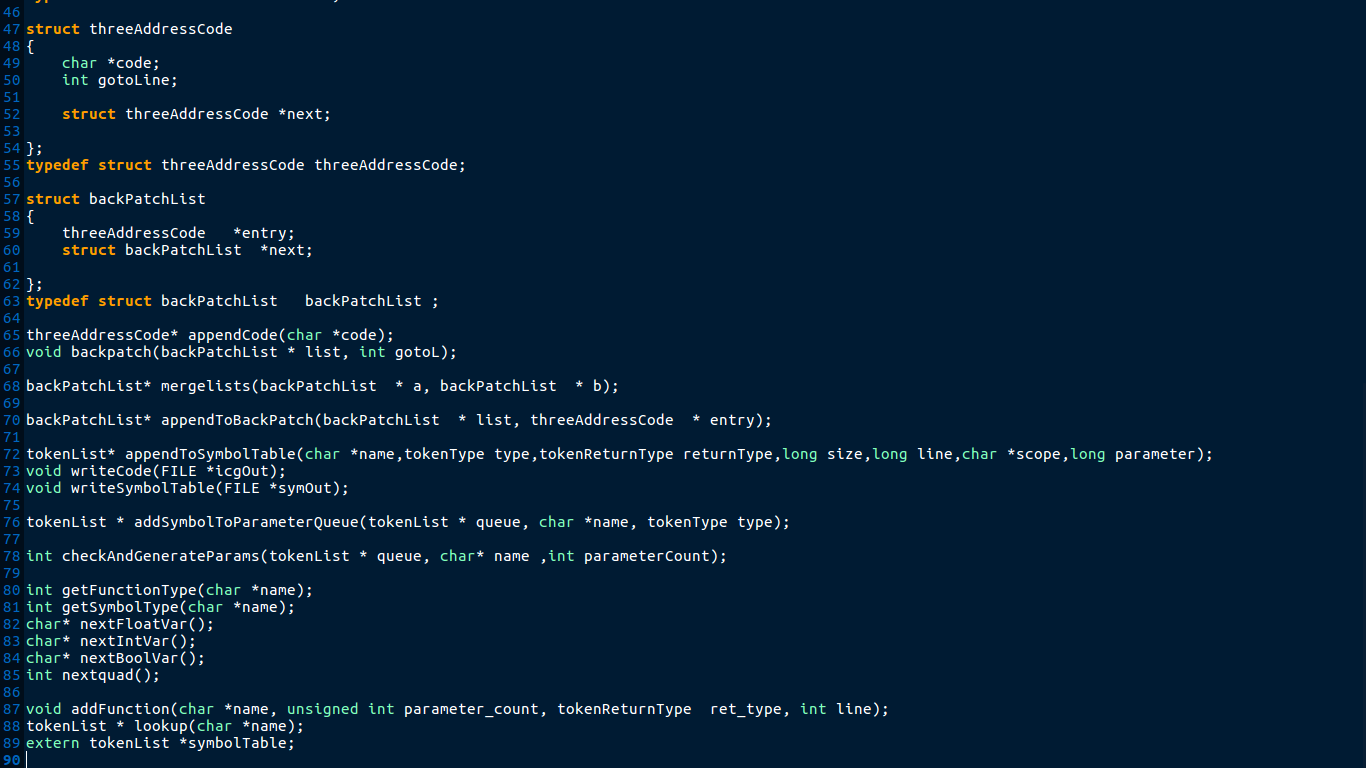 46
47 struct threeAddressCode
48 {
49     char *code;
50     int gotoLine;
51
52     struct threeAddressCode *next;
53
54 };
55 typedef struct threeAddressCode threeAddressCode;
56
57 struct backPatchList
58 {
59     threeAddressCode   *entry;
60     struct backPatchList  *next;
61
62 };
63 typedef struct backPatchList   backPatchList ;
64
65 threeAddressCode* appendCode(char *code);
66 void backpatch(backPatchList * list, int gotoL);
67
68 backPatchList* mergelists(backPatchList  * a, backPatchList  * b);
69
70 backPatchList* appendToBackPatch(backPatchList  * list, threeAddressCode  * entry);
71
72 tokenList* appendToSymbolTable(char *name,tokenType type,tokenReturnType returnType,long size,long line,char *scope,long parameter);
73 void writeCode(FILE *icgOut);
74 void writeSymbolTable(FILE *symOut);
75
76 tokenList * addSymbolToParameterQueue(tokenList * queue, char *name, tokenType type);
77
78 int checkAndGenerateParams(tokenList * queue, char* name ,int parameterCount);
79
80 int getFunctionType(char *name);
81 int getSymbolType(char *name);
82 char* nextFloatVar();
83 char* nextIntVar();
84 char* nextBoolVar();
85 int nextquad();
86
87 void addFunction(char *name, unsigned int parameter_count, tokenReturnType  ret_type, int line);
88 tokenList * lookup(char *name);
89 extern tokenList *symbolTable;
90